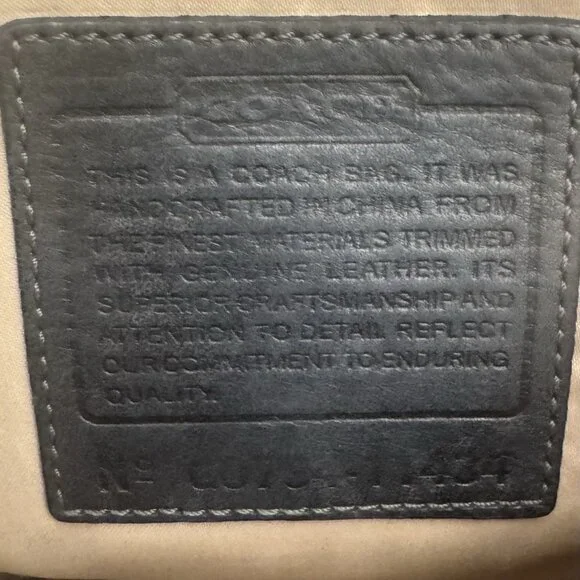 COACH
THIS IS A COACH BAG. IT WAS
HANDCRAFTED IN CHINA FROM
THE FINEST MATERIALS TRIMMED
WITH GENUINE LEATHER. ITS
SUPERIOR CRAFTSMANSHIP AND
ATTENTION TO DETAIL REFLECT
OUR COMMITMENT TO ENDURING
QUALITY.
Nº